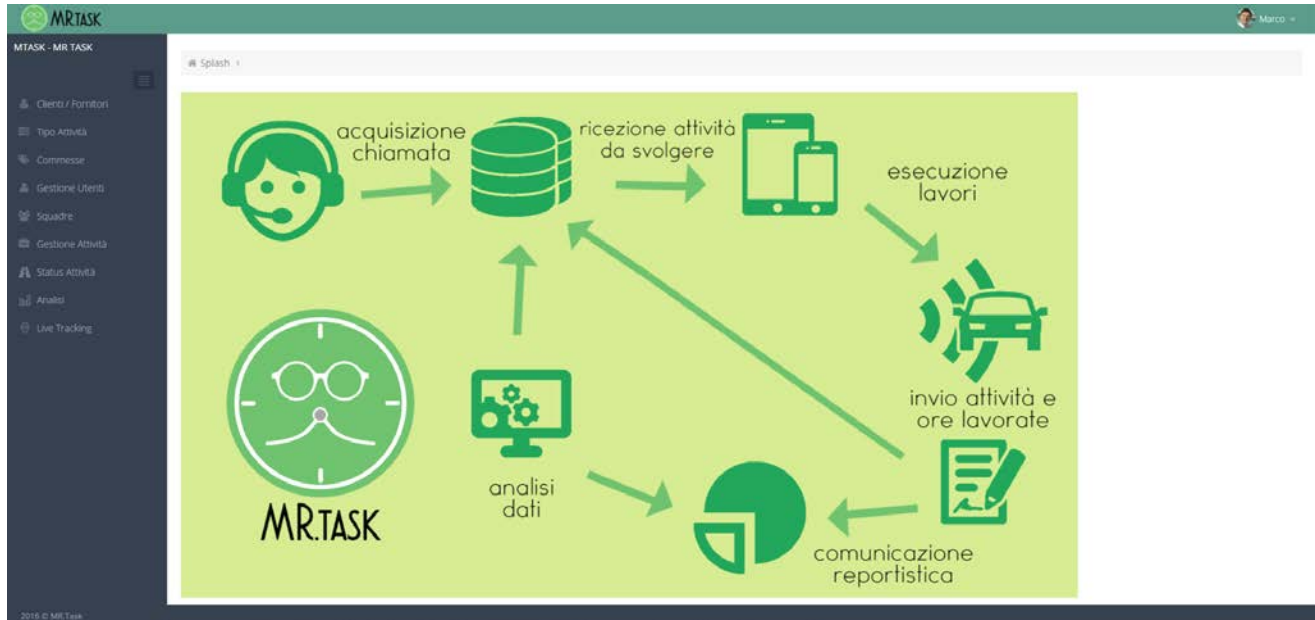 MR.TASK
Marco
MTASK - MR TASK
Splash
Clienti / Fornitori
Tipo Attività
Commesse
Gestione Utenti
Squadre
Gestione Attività
Status Attività
Analisi
Live Tracking
acquisizione
chiamata
ricezione attività
da svolgere
esecuzione
lavori
invio attività e
ore lavorate
analisi
dati
comunicazione
reportistica
MR.TASK
2016 © MR.Task